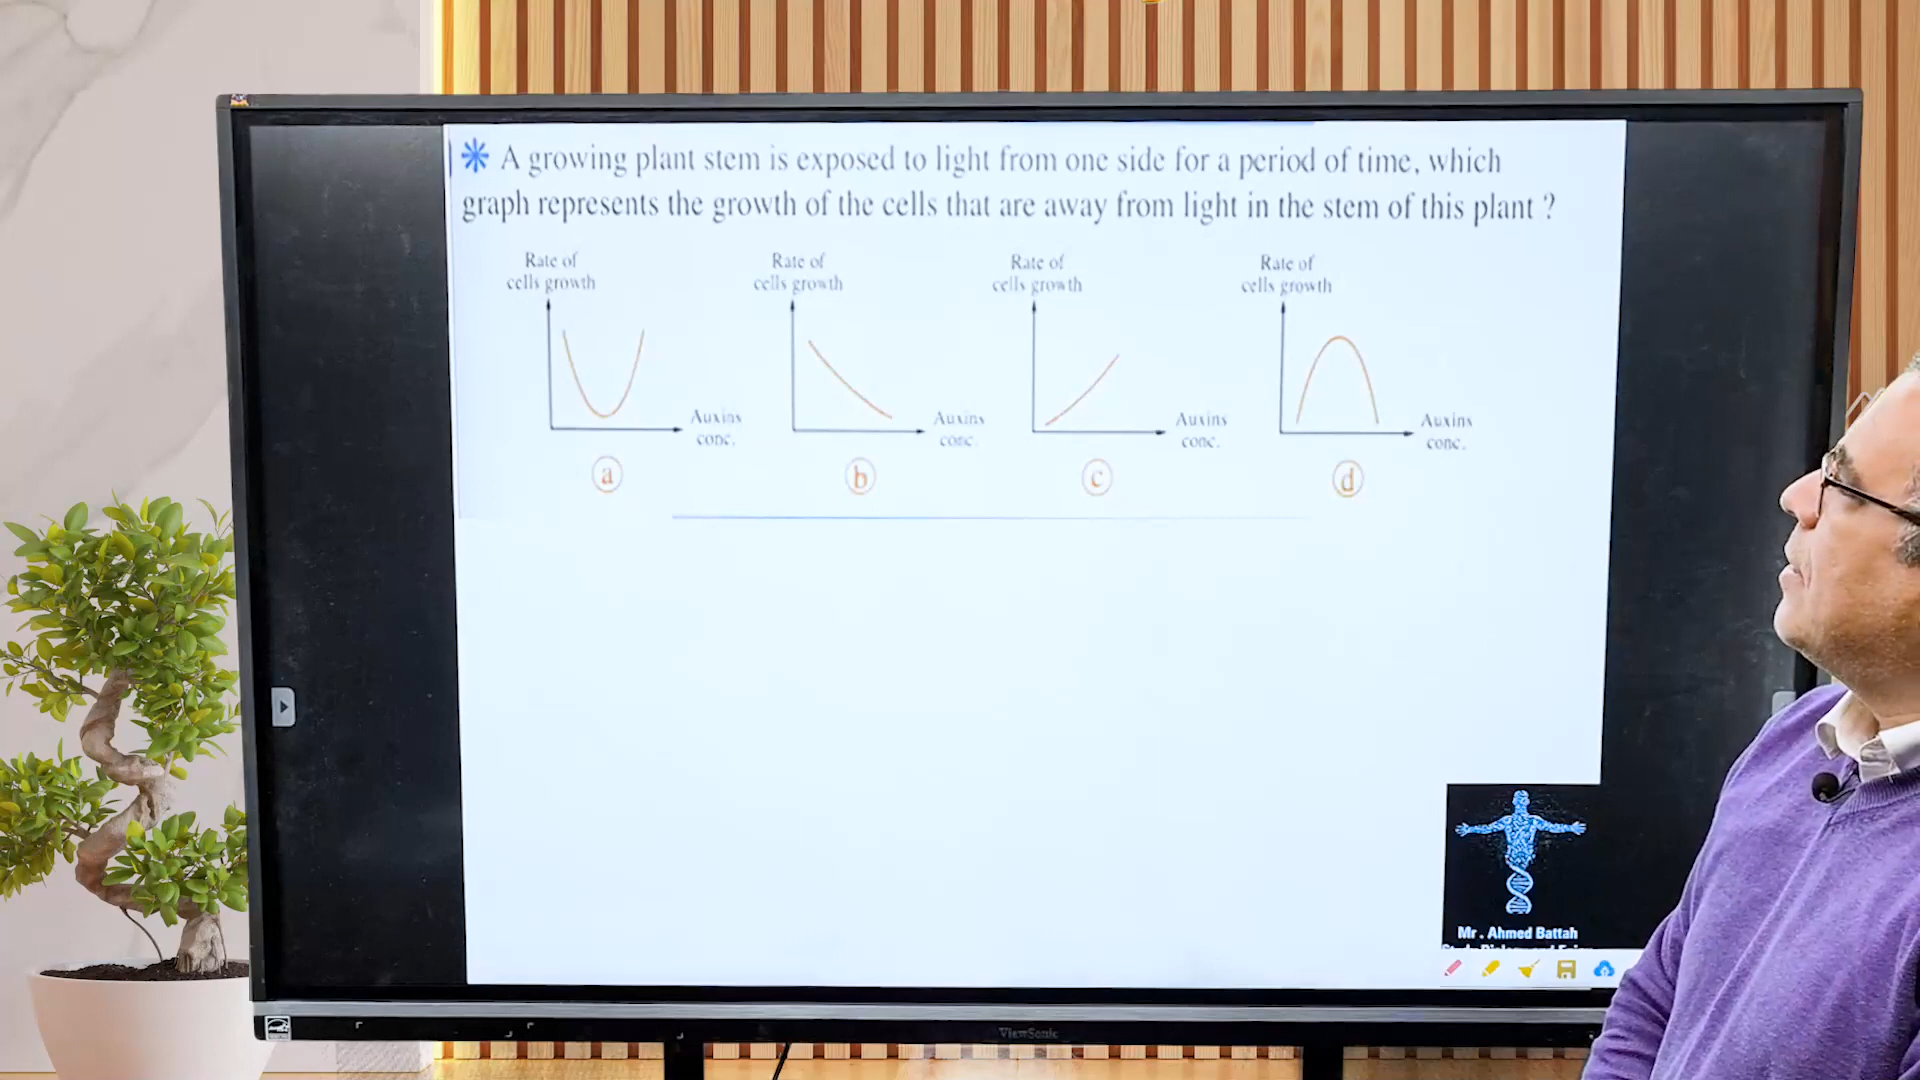 A growing plant stem is exposed to light from one side for a period of time, which
graph represents the growth of the cells that are away from light in the stem of this plant ?
Rate of
cells growth
Auxins
conc.
a
Rate of
cells growth
Auxins
conc.
b
Rate of
cells growth
Auxins
conc.
c
Rate of
cells growth
Auxins
conc.
d
Mr . Ahmed Battah
ViewSonic